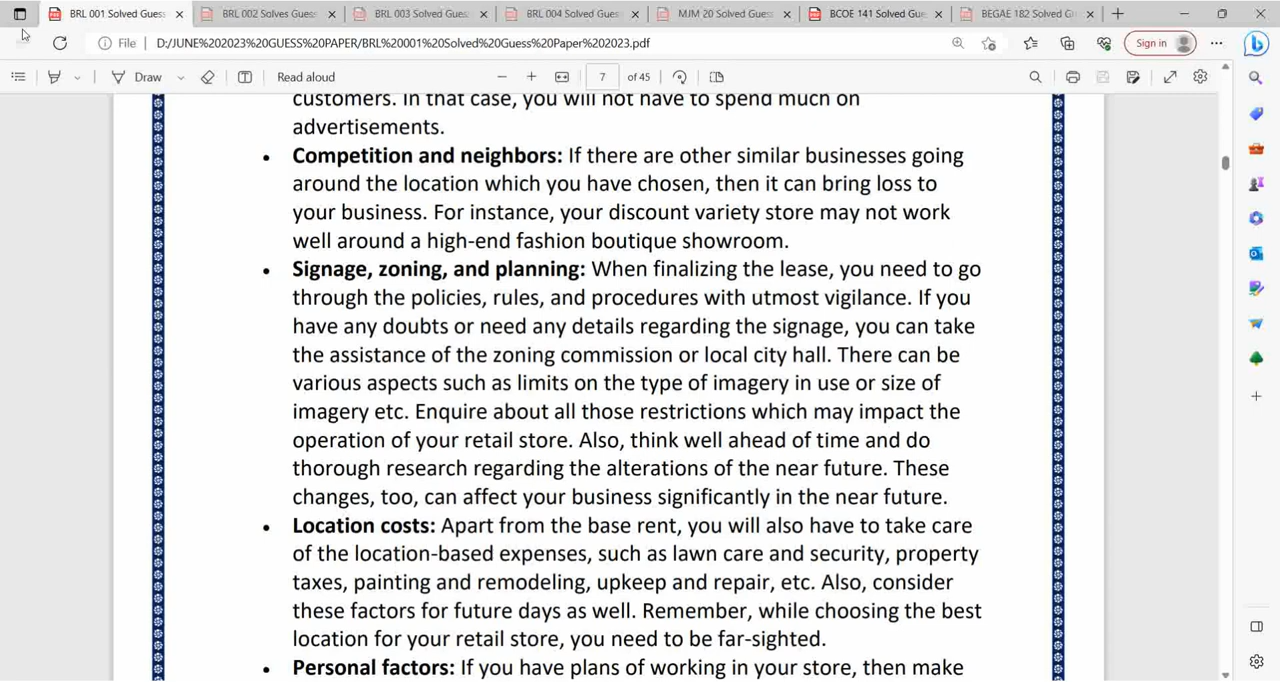 BRL 001 Solved Guess
BRL 002 Solves Guess
BRL 003 Solved Gues
BRL 004 Solved Guess
MJM 20 Solved Guess
BCOE 141 Solved Gue
BEGAE 182 Solved G
File D:/JUNE%202023%20GUESS%20PAPER/BRL%20001%20Solved%20Guess%20Paper%202023.pdf
Sign in
Draw
Read aloud
7 of 45
customers. In that case, you will not have to spend much on
advertisements.
• Competition and neighbors: If there are other similar businesses going
around the location which you have chosen, then it can bring loss to
your business. For instance, your discount variety store may not work
well around a high-end fashion boutique showroom.
• Signage, zoning, and planning: When finalizing the lease, you need to go
through the policies, rules, and procedures with utmost vigilance. If you
have any doubts or need any details regarding the signage, you can take
the assistance of the zoning commission or local city hall. There can be
various aspects such as limits on the type of imagery in use or size of
imagery etc. Enquire about all those restrictions which may impact the
operation of your retail store. Also, think well ahead of time and do
thorough research regarding the alterations of the near future. These
changes, too, can affect your business significantly in the near future.
• Location costs: Apart from the base rent, you will also have to take care
of the location-based expenses, such as lawn care and security, property
taxes, painting and remodeling, upkeep and repair, etc. Also, consider
these factors for future days as well. Remember, while choosing the best
location for your retail store, you need to be far-sighted.
• Personal factors: If you have plans of working in your store, then make